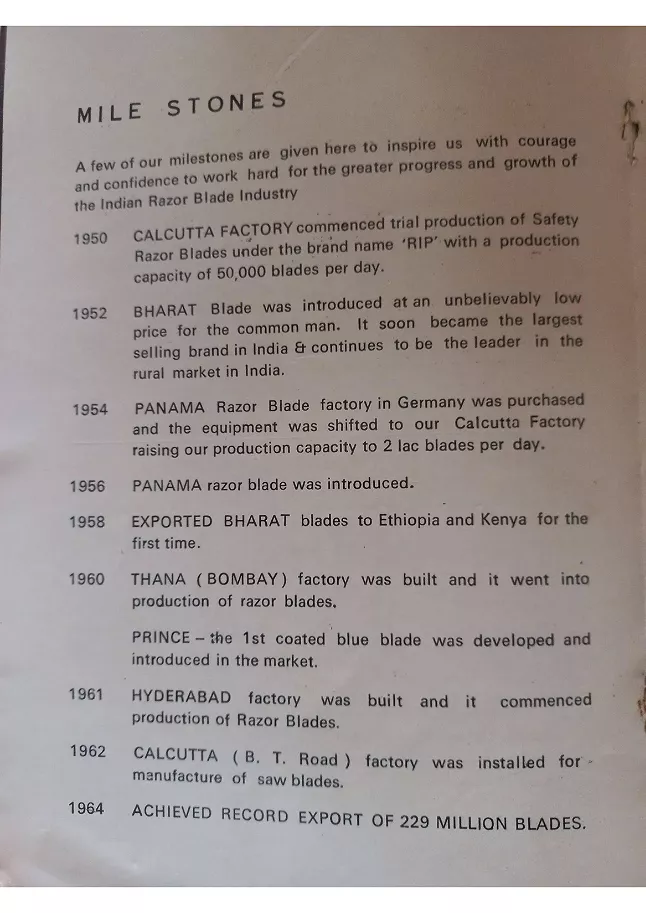 MILE STONES
A few of our milestones are given here to inspire us with courage
and confidence to work hard for the greater progress and growth of
the Indian Razor Blade Industry
1950 CALCUTTA FACTORY commenced trial production of Safety
Razor Blades under the brand name ‘RIP’ with a production
capacity of 50,000 blades per day.
1952 BHARAT Blade was introduced at an unbelievably low
price for the common man. It soon became the largest
selling brand in India & continues to be the leader in the
rural market in India.
1954 PANAMA Razor Blade factory in Germany was purchased
and the equipment was shifted to our Calcutta Factory
raising our production capacity to 2 lac blades per day.
1956 PANAMA razor blade was introduced.
1958 EXPORTED BHARAT blades to Ethiopia and Kenya for the
first time.
1960 THANA (BOMBAY) factory was built and it went into
production of razor blades.
PRINCE – the 1st coated blue blade was developed and
introduced in the market.
1961 HYDERABAD factory was built and it commenced
production of Razor Blades.
1962 CALCUTTA (B. T. Road) factory was installed for
manufacture of saw blades.
1964 ACHIEVED RECORD EXPORT OF 229 MILLION BLADES.